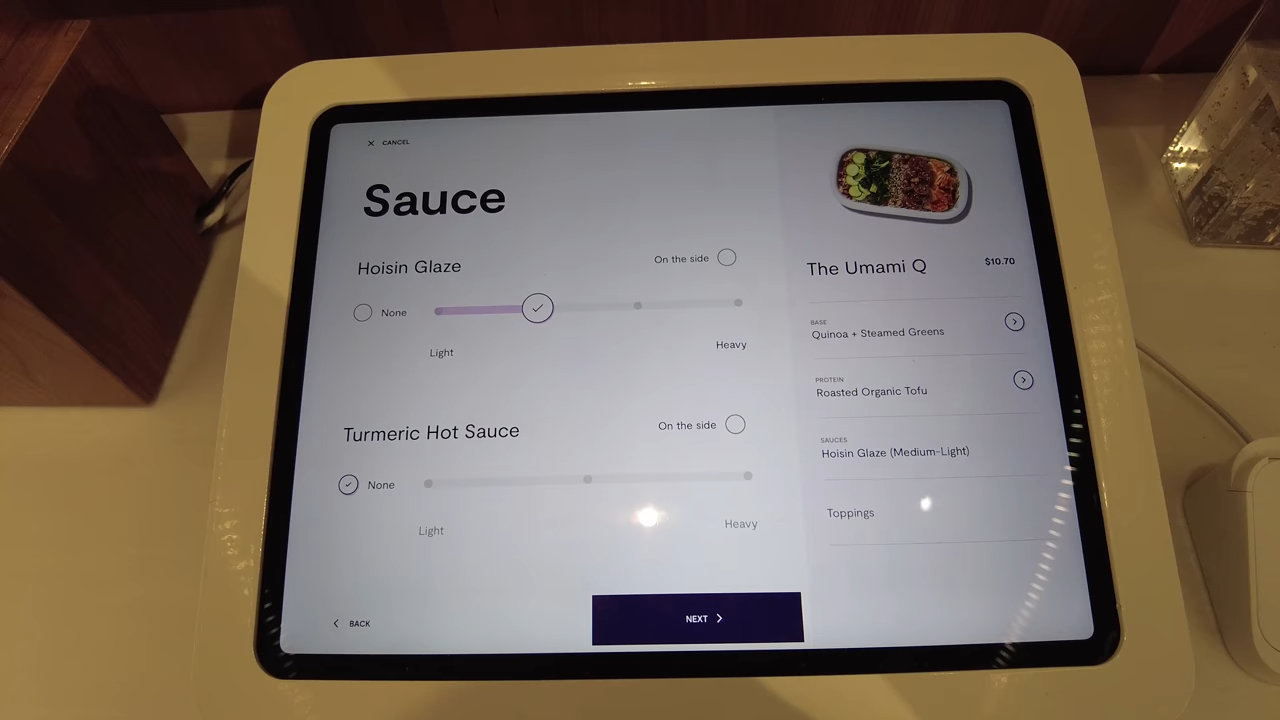 CANCEL
Sauce
Hoisin Glaze
On the side
None
Light
Heavy
Turmeric Hot Sauce
On the side
None
Light
Heavy
BACK
NEXT
The Umami Q
$10.70
BASE
Quinoa + Steamed Greens
PROTEIN
Roasted Organic Tofu
SAUCES
Hoisin Glaze (Medium-Light)
Toppings